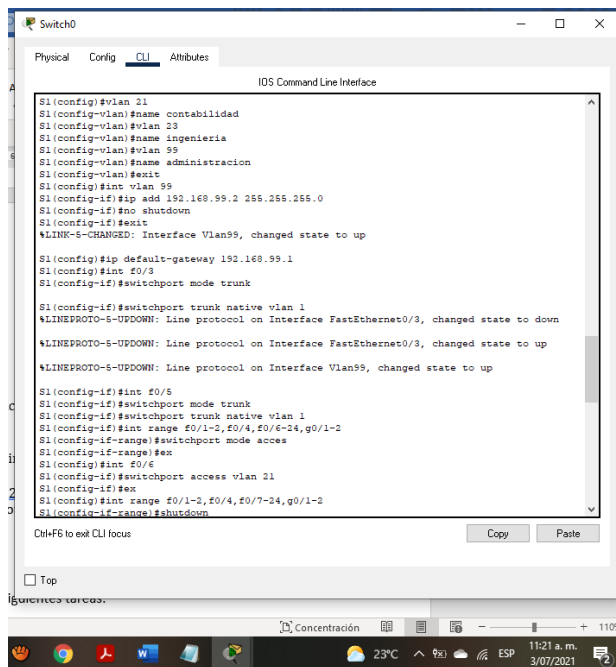 Switch0
Physical Config CLI Attributes
IOS Command Line Interface
S1(config)#vlan 21
S1(config-vlan)#name contabilidad
S1(config-vlan)#vlan 23
S1(config-vlan)#name ingenieria
S1(config-vlan)#vlan 99
S1(config-vlan)#name administracion
S1(config-vlan)#exit
S1(config)#int vlan 99
S1(config-if)#ip add 192.168.99.2 255.255.255.0
S1(config-if)#no shutdown
S1(config-if)#exit
%LINK-5-CHANGED: Interface Vlan99, changed state to up
S1(config)#ip default-gateway 192.168.99.1
S1(config)#int f0/3
S1(config-if)#switchport mode trunk
S1(config-if)#switchport trunk native vlan 1
%LINEPROTO-5-UPDOWN: Line protocol on Interface FastEthernet0/3, changed state to down
%LINEPROTO-5-UPDOWN: Line protocol on Interface FastEthernet0/3, changed state to up
%LINEPROTO-5-UPDOWN: Line protocol on Interface Vlan99, changed state to up
S1(config-if)#int f0/5
S1(config-if)#switchport mode trunk
S1(config-if)#switchport trunk native vlan 1
S1(config-if)#int range f0/1-2,f0/4,f0/6-24,g0/1-2
S1(config-if-range)#switchport mode acces
S1(config-if-range)#ex
S1(config)#int f0/6
S1(config-if)#switchport access vlan 21
S1(config-if)#ex
S1(config)#int range f0/1-2,f0/4,f0/7-24,g0/1-2
S1(config-if-range)#shutdown
Ctrl+F6 to exit CLI focus
Copy Paste
Top
siguientes tareas.
Concentración 110%
23°C ESP 11:21 a. m.
3/07/2021